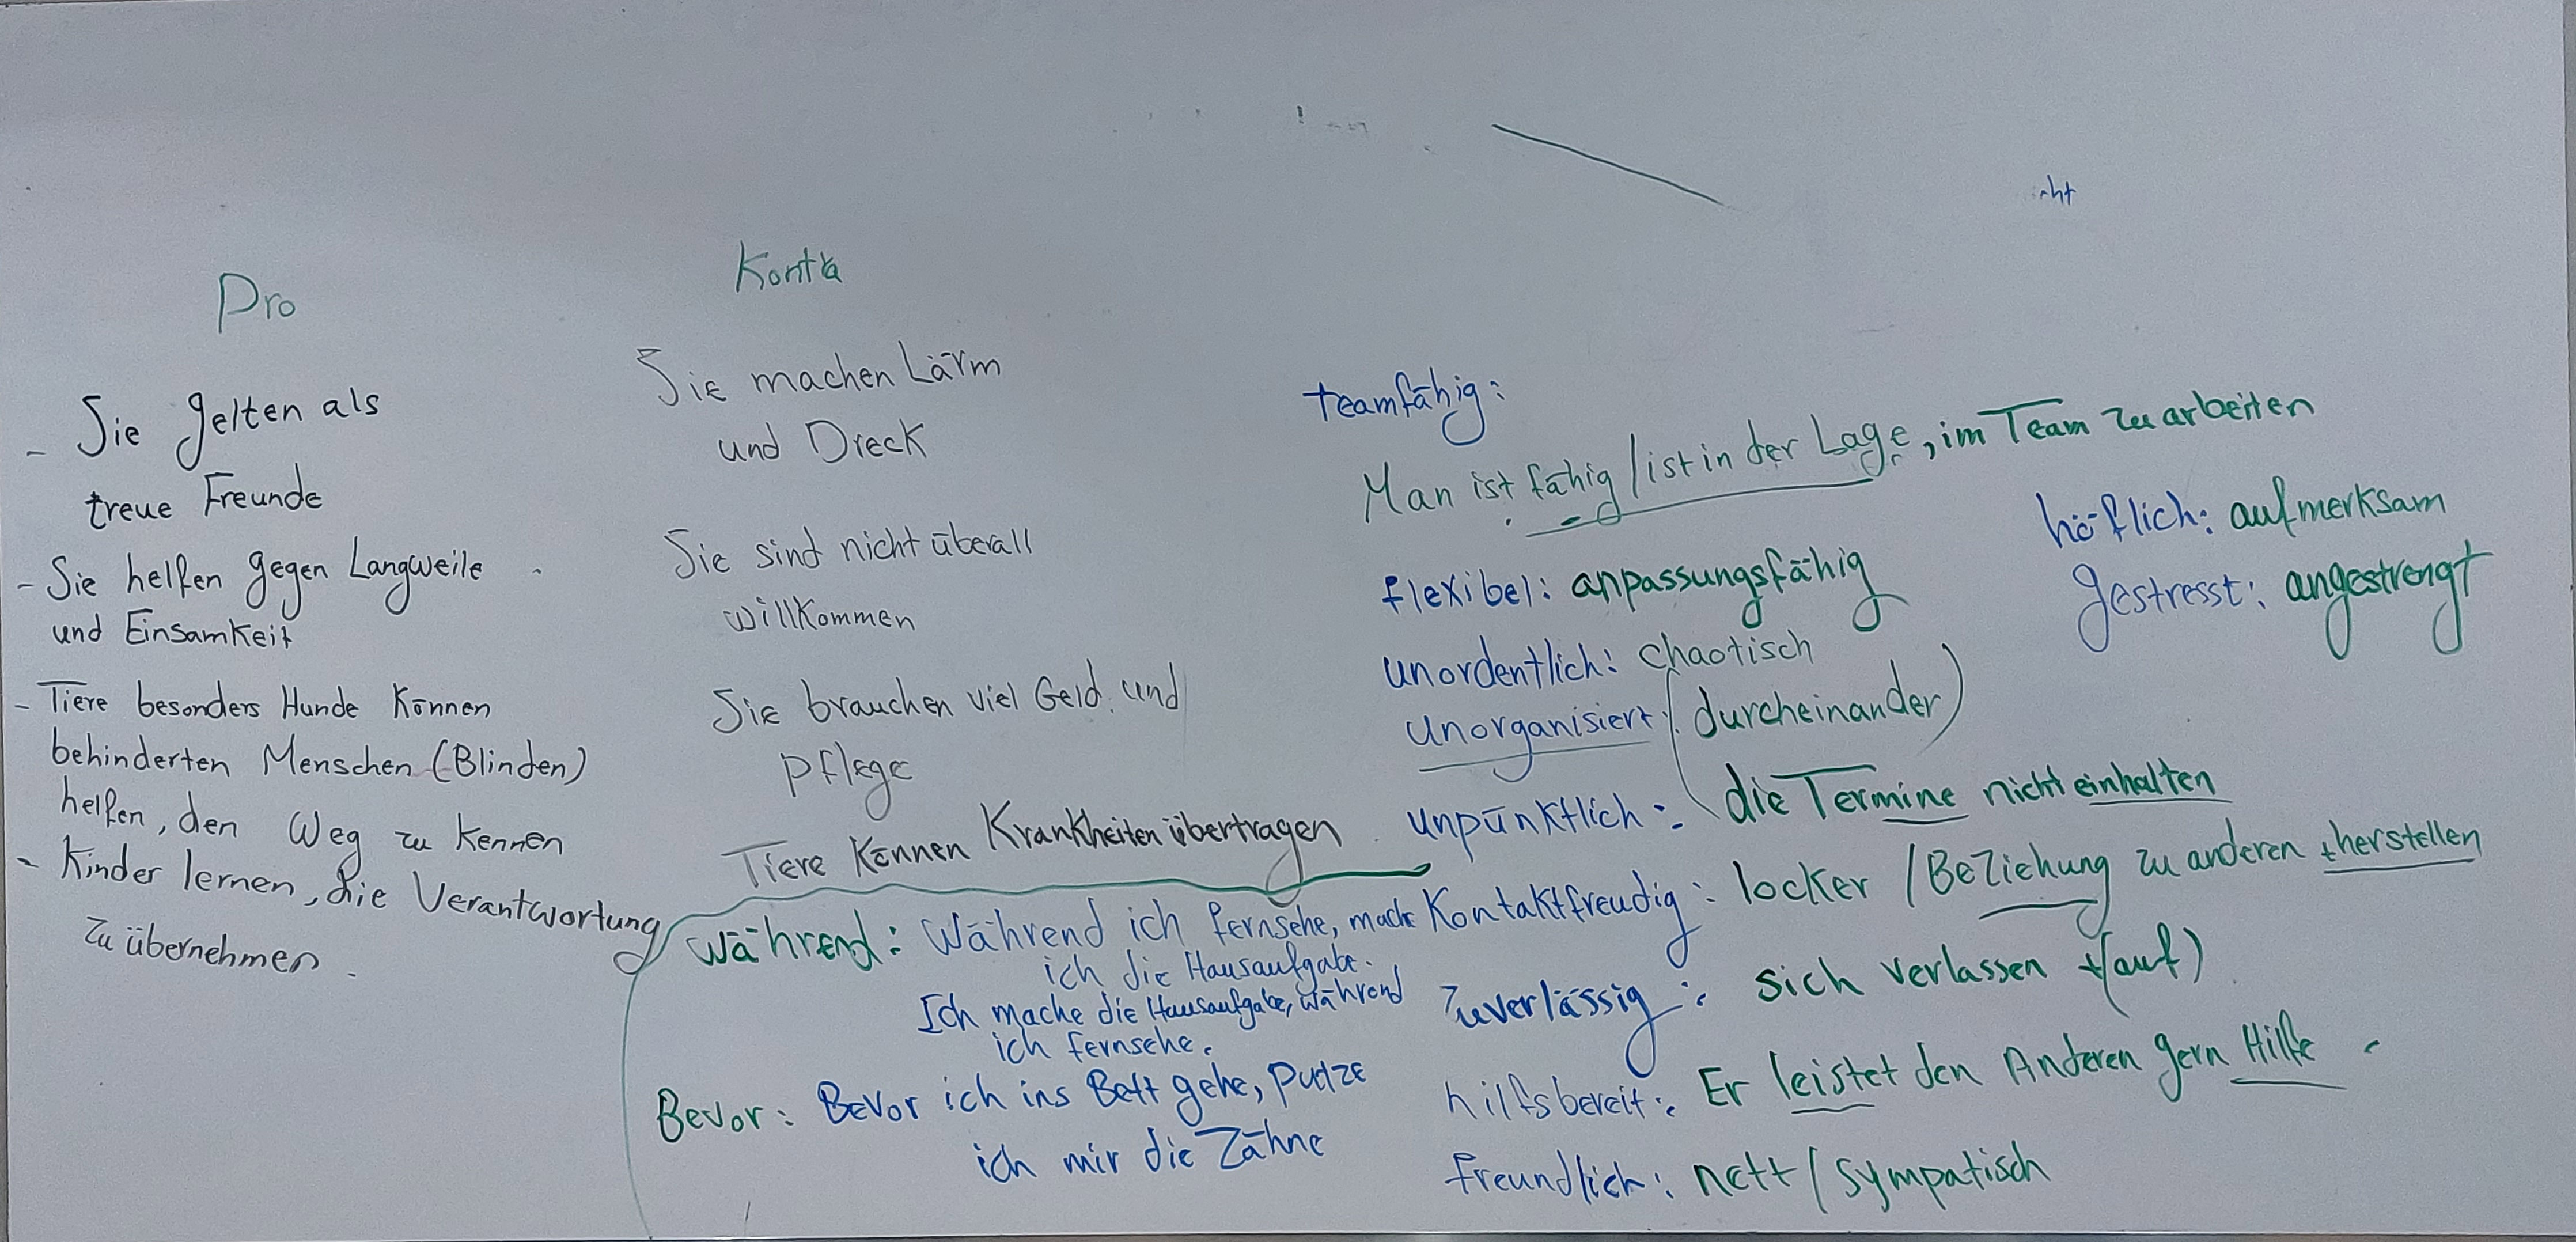 Pro
- Sie gelten als
treue Freunde
- Sie helfen gegen Langweile
und Einsamkeit
- Tiere besonders Hunde können
behinderten Menschen (Blinden)
helfen, den Weg zu kennen
- Kinder lernen, die Verantwortung
zu übernehmen.
Kontra
Sie machen Lärm
und Dreck
Sie sind nicht überall
willkommen
Sie brauchen viel Geld und
pflege
Tiere können Krankheiten übertragen
während: Während ich fernsehe, mache
ich die Hausaufgabe.
Ich mache die Hausaufgabe, während
ich fernsehe.
Bevor: Bevor ich ins Bett gehe, putze
ich mir die Zähne
teamfähig:
Man ist fähig / ist in der Lage, im Team zu arbeiten
flexibel: anpassungsfähig
unordentlich: chaotisch
unorganisiert: (durcheinander)
unpünktlich: die Termine nicht einhalten
Kontaktfreudig: locker / Beziehung zu anderen herstellen
zuverlässig: sich verlassen (auf)
hilfsbereit: Er leistet den Anderen gern Hilfe.
freundlich: nett / sympatisch
höflich: aufmerksam
gestresst: angestrengt